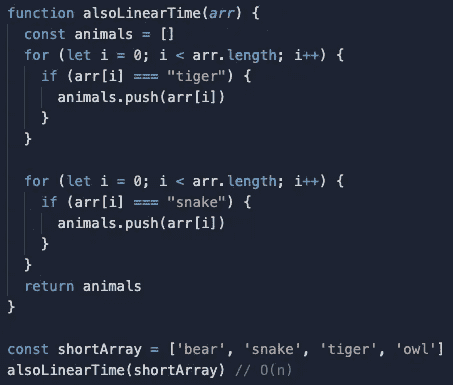 function alsoLinearTime(arr) {
  const animals = []
  for (let i = 0; i < arr.length; i++) {
    if (arr[i] === "tiger") {
      animals.push(arr[i])
    }
  }

  for (let i = 0; i < arr.length; i++) {
    if (arr[i] === "snake") {
      animals.push(arr[i])
    }
  }
  return animals
}

const shortArray = ['bear', 'snake', 'tiger', 'owl']
alsoLinearTime(shortArray) // O(n)